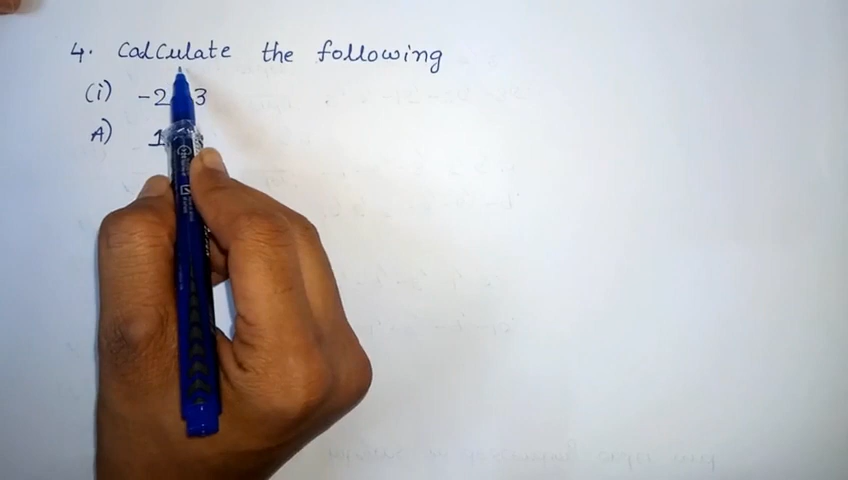 4. Calculate the following
(i) -2 3
A) 1